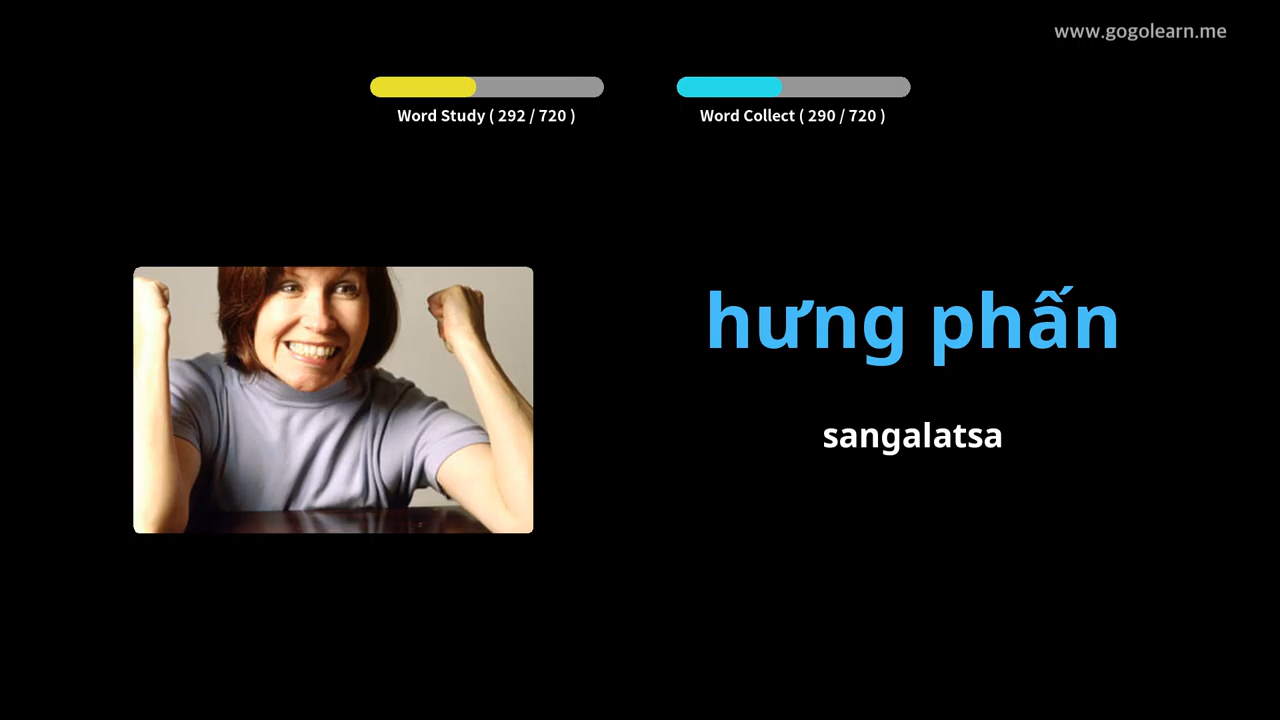 www.gogolearn.me
Word Study ( 292 / 720 )
Word Collect ( 290 / 720 )
hưng phấn
sangalatsa